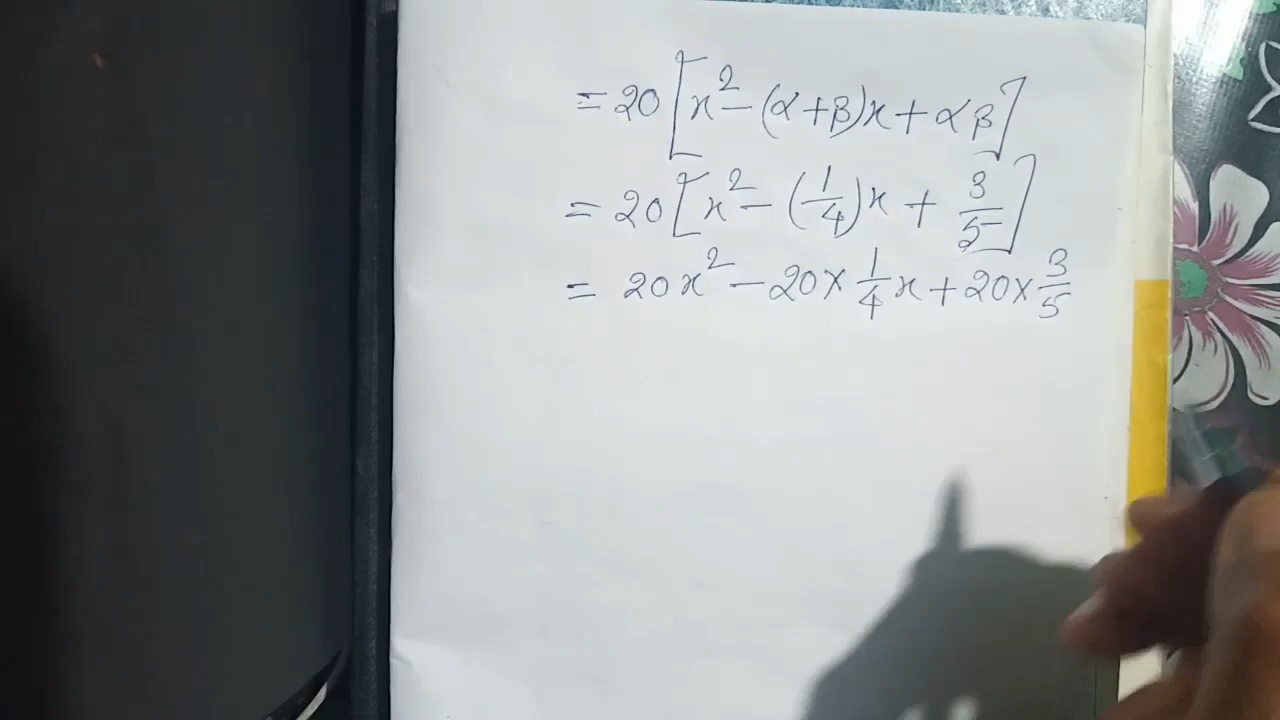 = 20[x² - (α+β)x + αβ]
= 20[x² - (1/4)x + 3/5]
= 20x² - 20 × 1/4 x + 20 × 3/5